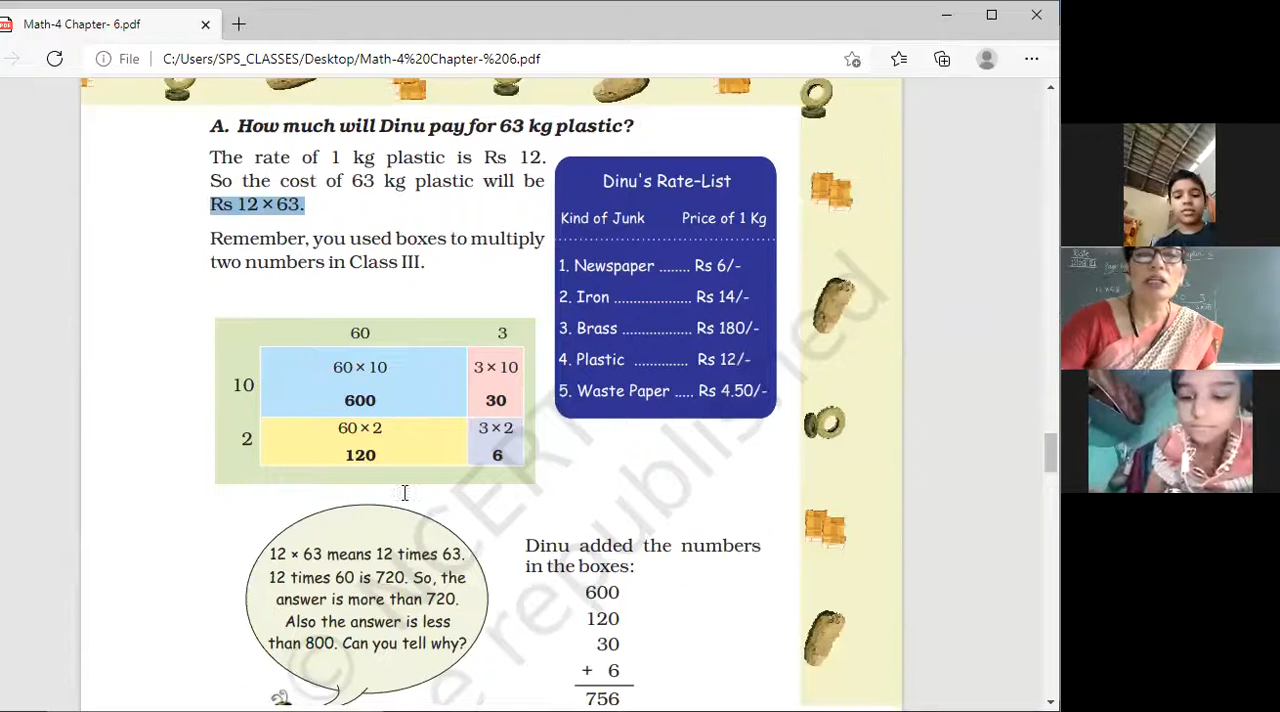 Math-4 Chapter- 6.pdf
File
C:/Users/SPS_CLASSES/Desktop/Math-4%20Chapter-%206.pdf
A. How much will Dinu pay for 63 kg plastic?
The rate of 1 kg plastic is Rs 12.
So the cost of 63 kg plastic will be
Rs 12 × 63.
Remember, you used boxes to multiply
two numbers in Class III.
Dinu's Rate-List
Kind of Junk Price of 1 Kg
1. Newspaper ........ Rs 6/-
2. Iron ..................... Rs 14/-
3. Brass .................. Rs 180/-
4. Plastic ............. Rs 12/-
5. Waste Paper ..... Rs 4.50/-
60 3
10 60 × 10 3 × 10
600 30
2 60 × 2 3 × 2
120 6
12 × 63 means 12 times 63.
12 times 60 is 720. So, the
answer is more than 720.
Also the answer is less
than 800. Can you tell why?
Dinu added the numbers
in the boxes:
600
120
30
+ 6
756
© NCERT
be republished